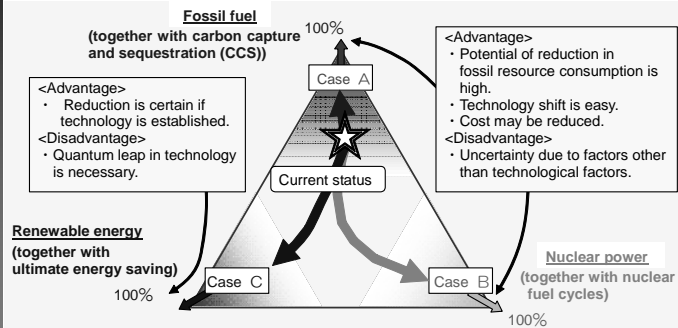 Fossil fuel
(together with carbon capture
and sequestration (CCS))
100%
<Advantage>
・ Reduction is certain if
technology is established.
<Disadvantage>
・Quantum leap in technology
is necessary.
<Advantage>
・Potential of reduction in
fossil resource consumption is
high.
・Technology shift is easy.
・Cost may be reduced.
<Disadvantage>
・Uncertainty due to factors other
than technological factors.
Case A
Current status
Renewable energy
(together with
ultimate energy saving)
100%
Case C
Case B
Nuclear power
(together with nuclear
fuel cycles)
100%